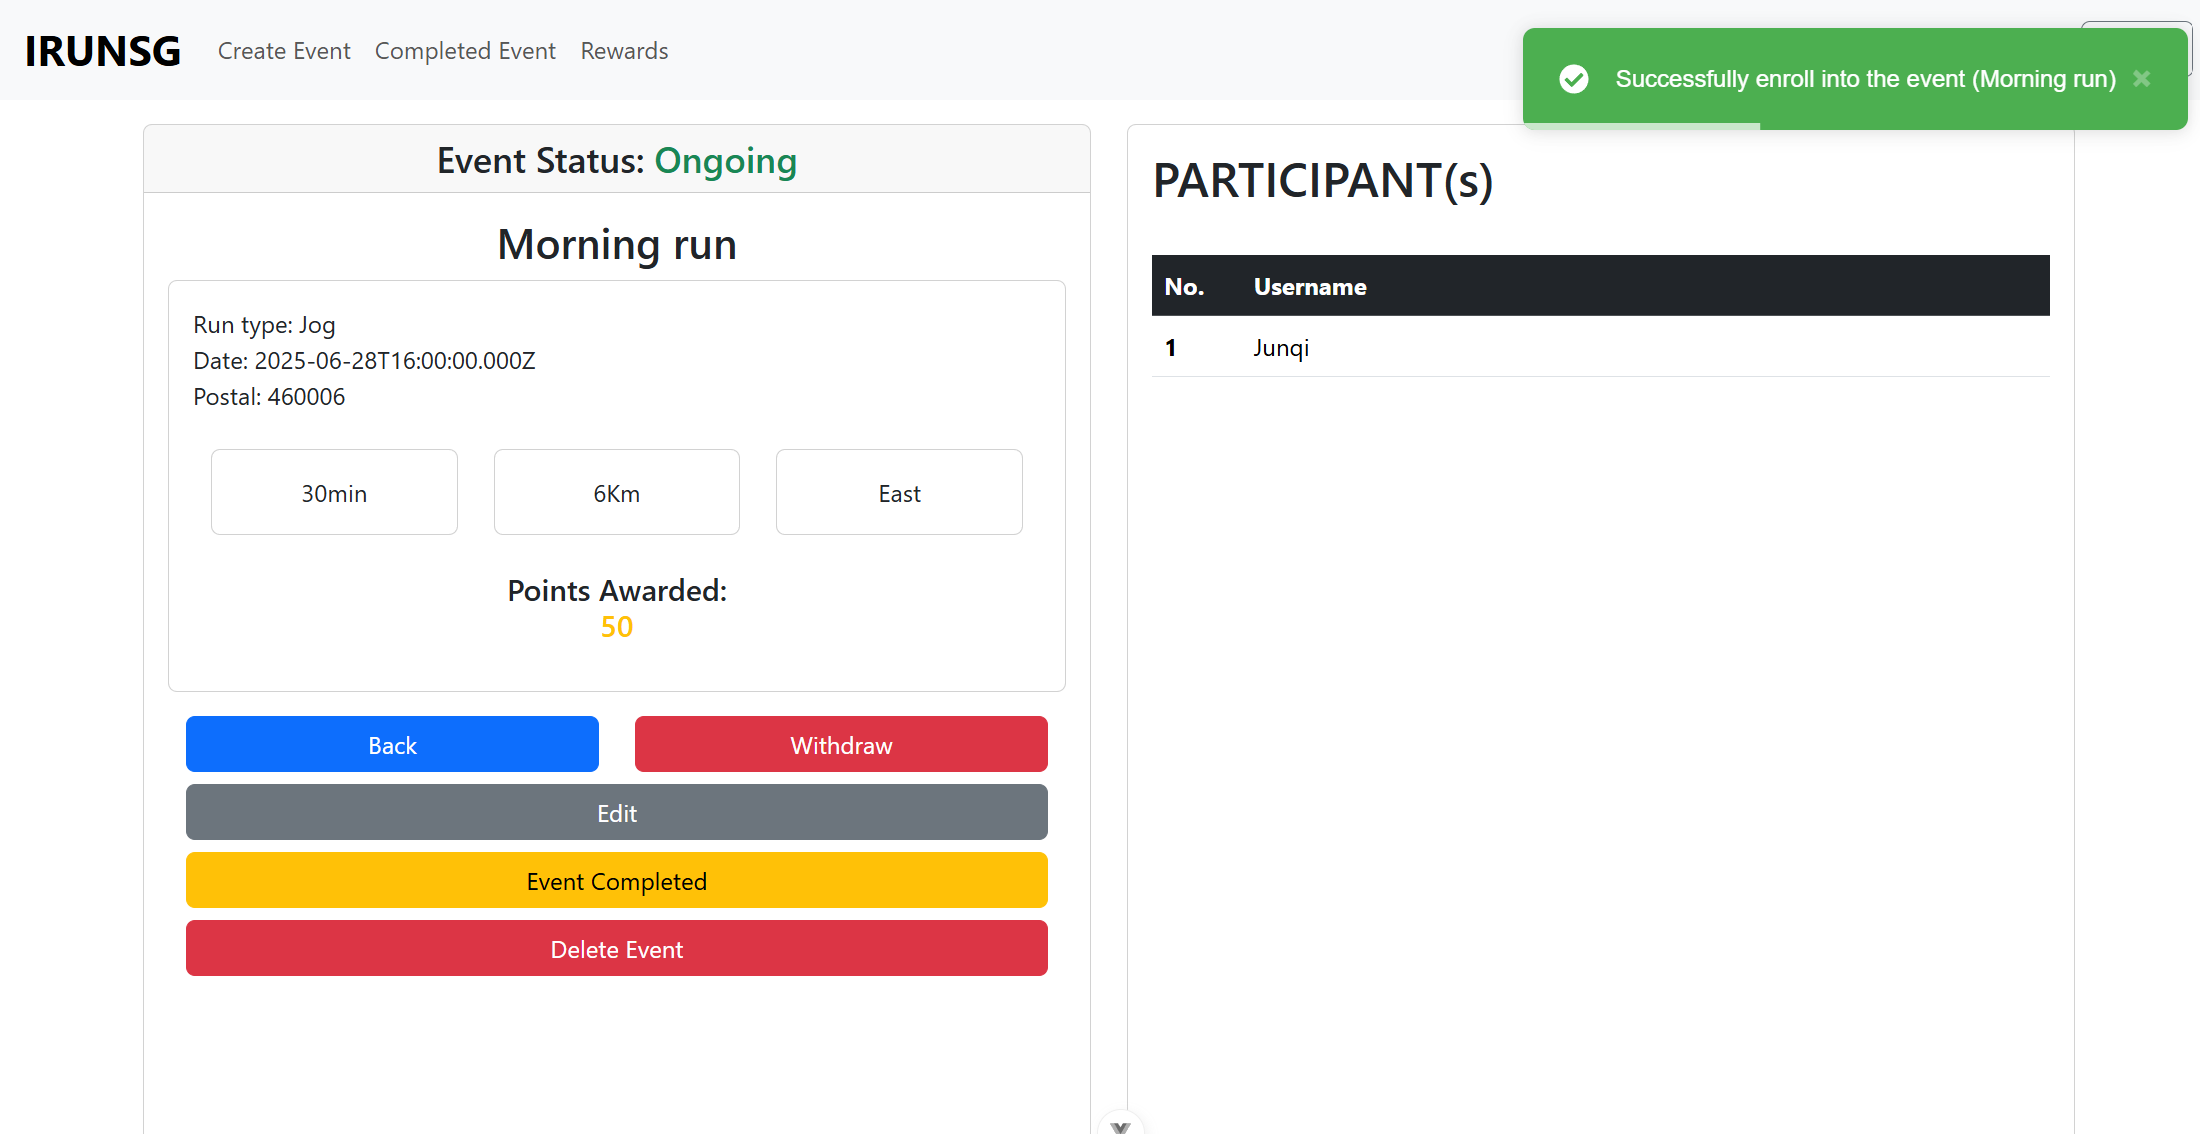 IRUNSG
Create Event
Completed Event
Rewards
Successfully enroll into the event (Morning run)
Event Status: Ongoing
Morning run
Run type: Jog
Date: 2025-06-28T16:00:00.000Z
Postal: 460006
30min
6Km
East
Points Awarded:
50
Back
Withdraw
Edit
Event Completed
Delete Event
PARTICIPANT(s)
No. Username
1 Junqi